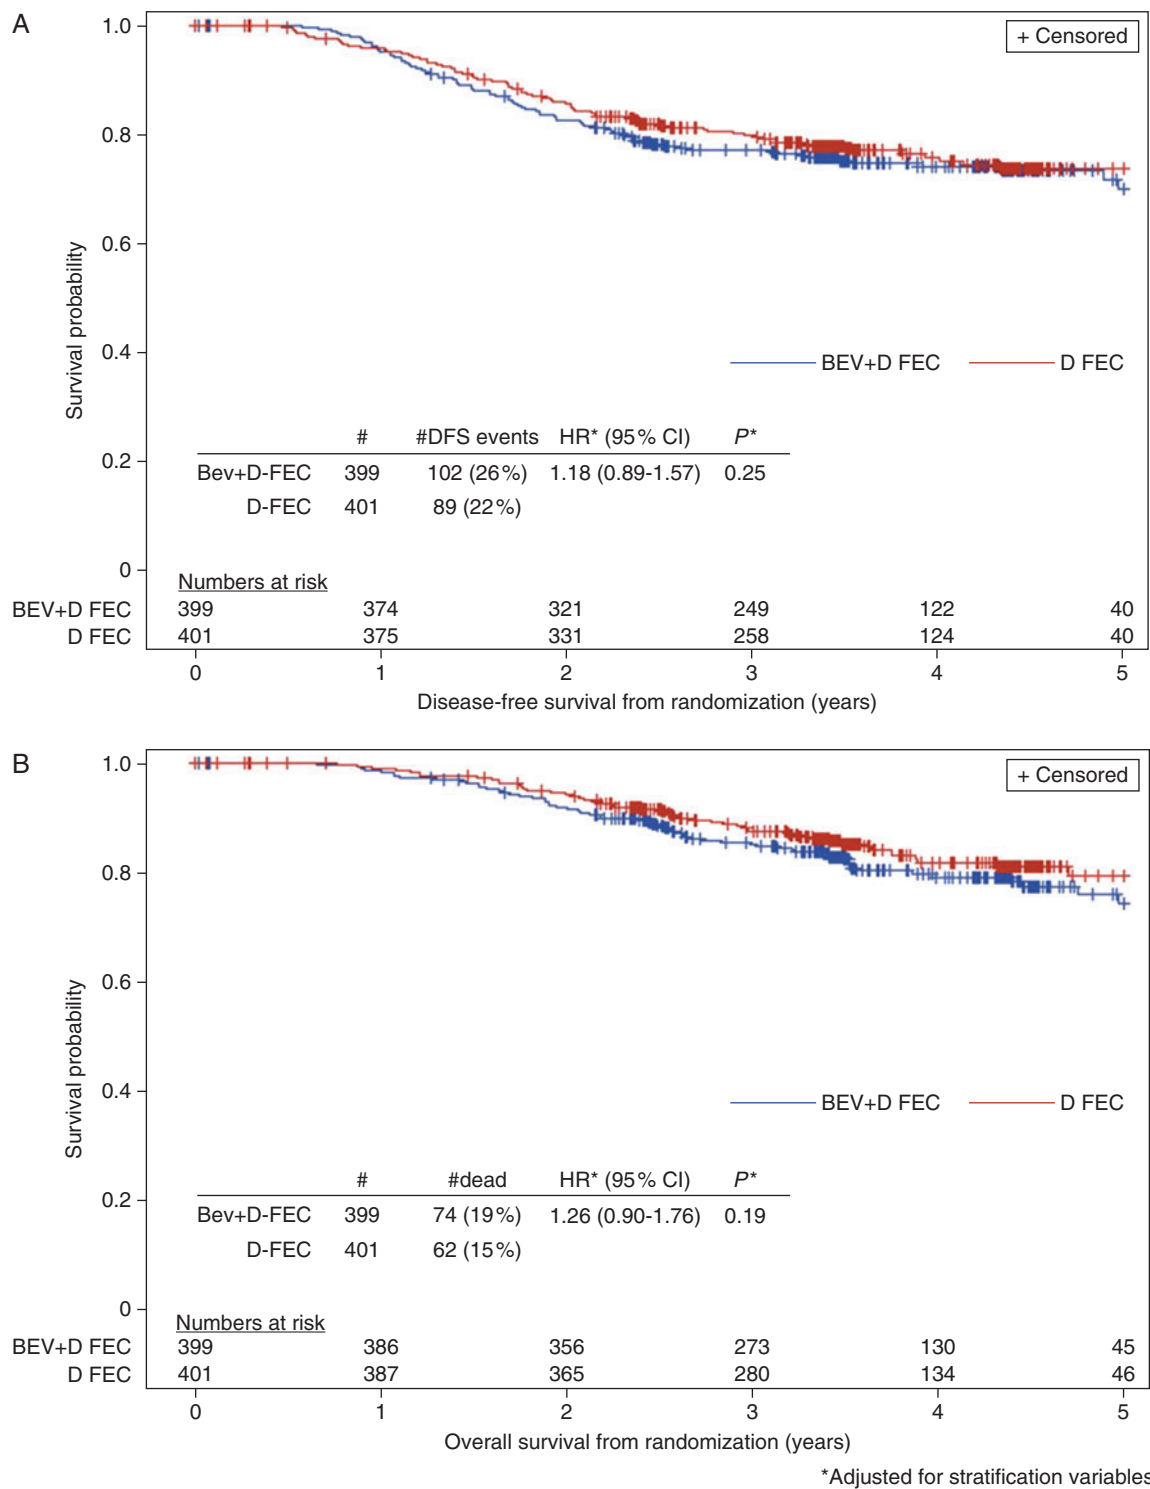 A
+ Censored
1.0
0.8
0.6
0.4
0.2
0
Survival probability
BEV+D FEC D FEC
# #DFS events HR* (95% CI) P*
Bev+D-FEC 399 102 (26%) 1.18 (0.89-1.57) 0.25
D-FEC 401 89 (22%)
Numbers at risk
BEV+D FEC 399 374 321 249 122 40
D FEC 401 375 331 258 124 40
0 1 2 3 4 5
Disease-free survival from randomization (years)
B
+ Censored
1.0
0.8
0.6
0.4
0.2
0
Survival probability
BEV+D FEC D FEC
# #dead HR* (95% CI) P*
Bev+D-FEC 399 74 (19%) 1.26 (0.90-1.76) 0.19
D-FEC 401 62 (15%)
Numbers at risk
BEV+D FEC 399 386 356 273 130 45
D FEC 401 387 365 280 134 46
0 1 2 3 4 5
Overall survival from randomization (years)
*Adjusted for stratification variables